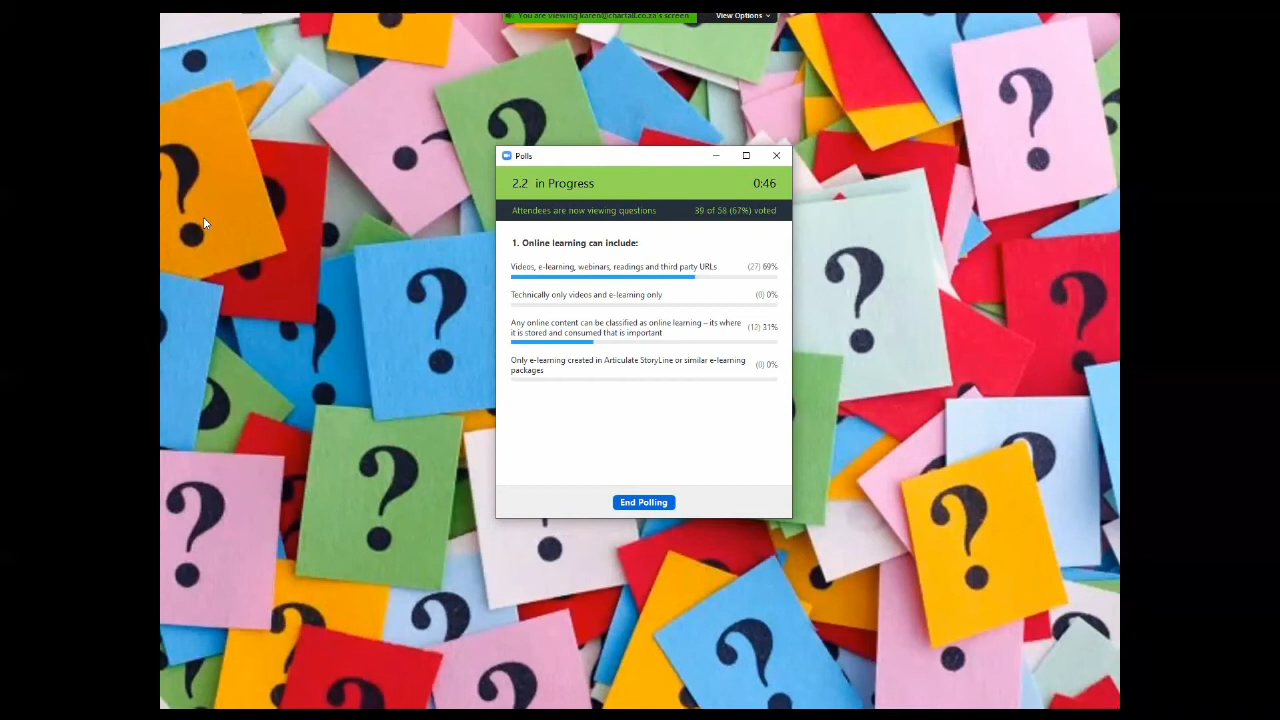 You are viewing karen@chartall.co.za's screen
View Options
Polls
2.2 in Progress
0:46
Attendees are now viewing questions
39 of 58 (67%) voted
1. Online learning can include:
Videos, e-learning, webinars, readings and third party URLs
(27) 69%
Technically only videos and e-learning only
(0) 0%
Any online content can be classified as online learning – its where
it is stored and consumed that is important
(12) 31%
Only e-learning created in Articulate StoryLine or similar e-learning
packages
(0) 0%
End Polling
? ? ? ? ? ? ? ? ? ? ? ? ? ? ? ?